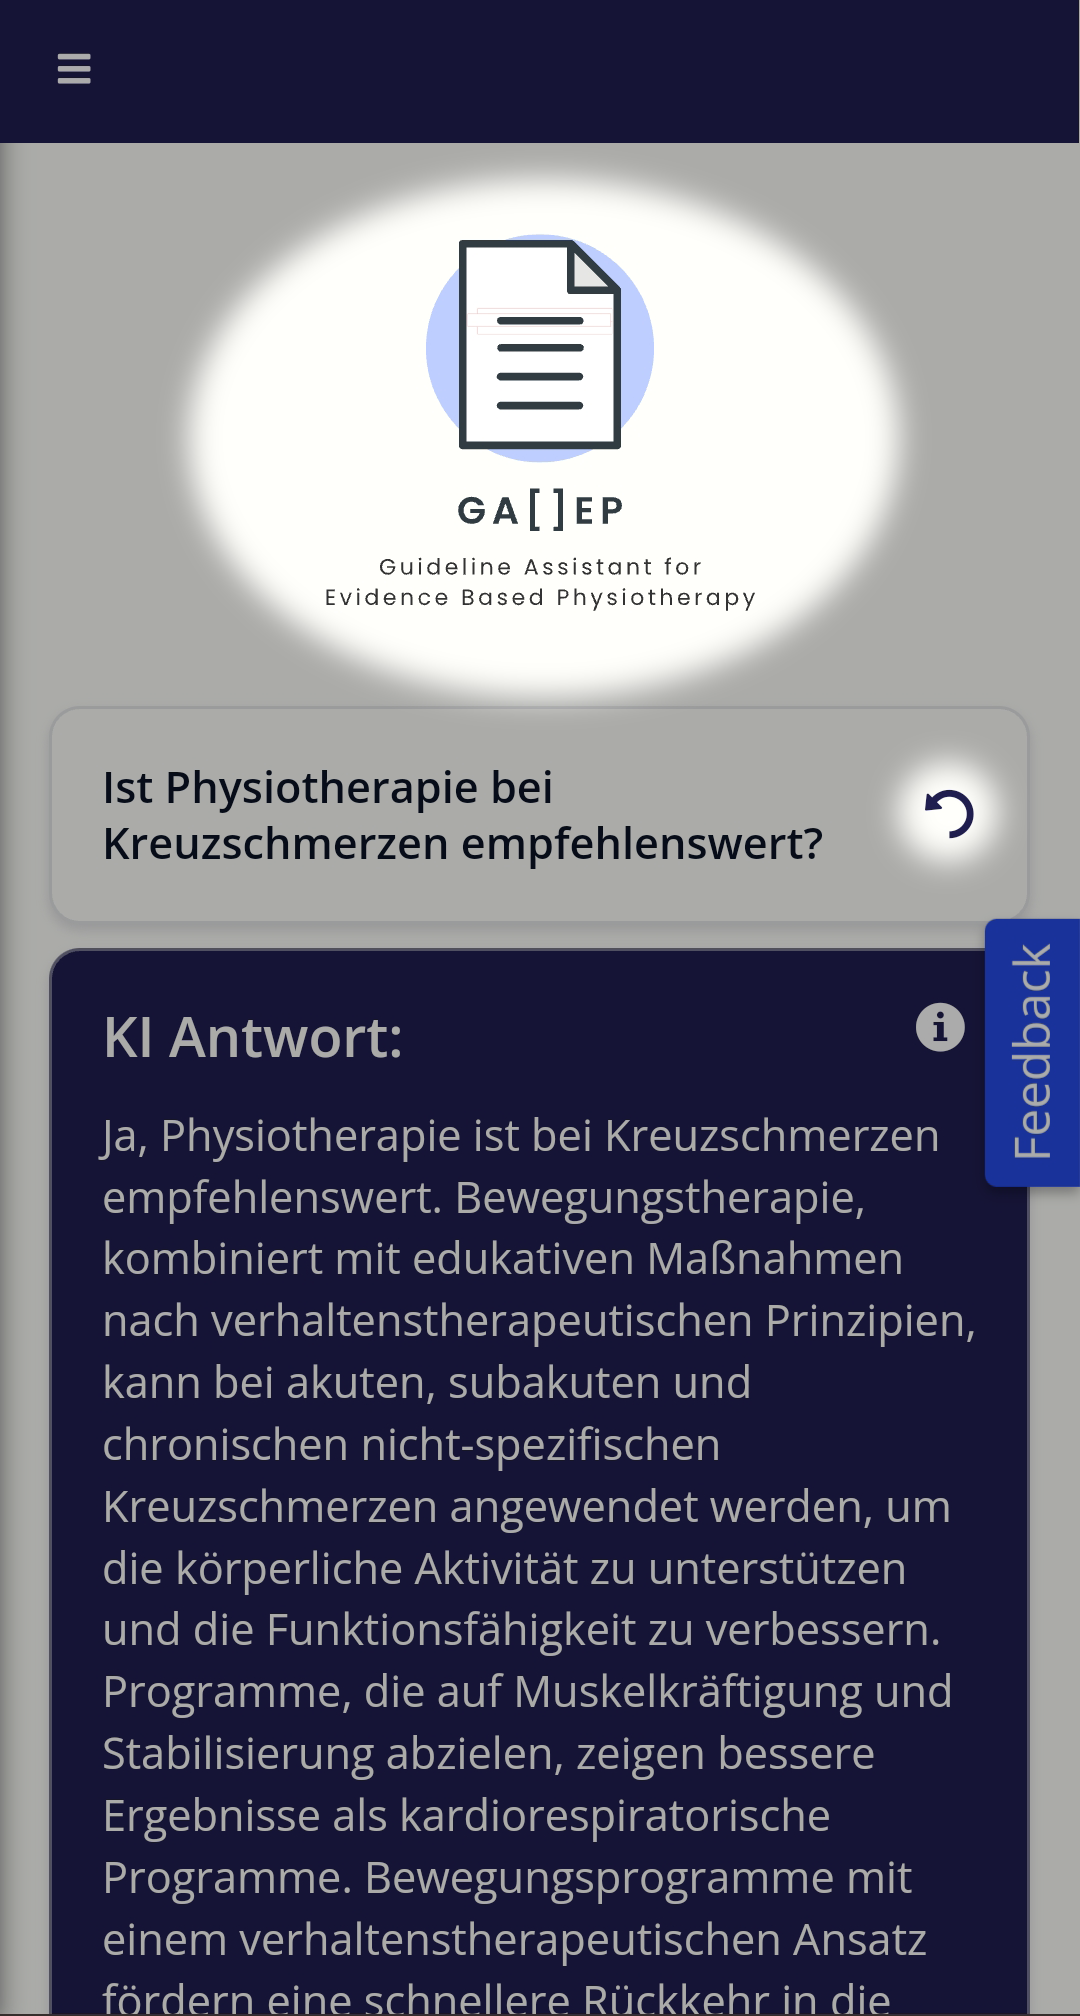 GA[]EP
Guideline Assistant for
Evidence Based Physiotherapy
Ist Physiotherapie bei
Kreuzschmerzen empfehlenswert?
Feedback
KI Antwort:
Ja, Physiotherapie ist bei Kreuzschmerzen
empfehlenswert. Bewegungstherapie,
kombiniert mit edukativen Maßnahmen
nach verhaltenstherapeutischen Prinzipien,
kann bei akuten, subakuten und
chronischen nicht-spezifischen
Kreuzschmerzen angewendet werden, um
die körperliche Aktivität zu unterstützen
und die Funktionsfähigkeit zu verbessern.
Programme, die auf Muskelkräftigung und
Stabilisierung abzielen, zeigen bessere
Ergebnisse als kardiorespiratorische
Programme. Bewegungsprogramme mit
einem verhaltenstherapeutischen Ansatz
fördern eine schnellere Rückkehr in die